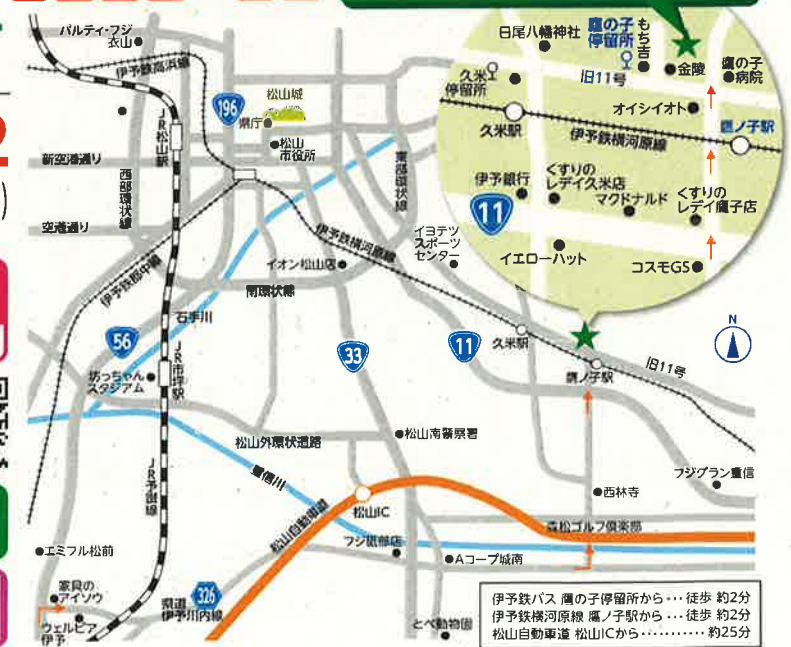 パルティ・フジ
衣山
伊予鉄高浜線
JR松山駅
196
松山城
県庁
松山
市役所
新空港通り
西部環状線
空港通り
東部環状線
伊予鉄郡中線
伊予鉄横河原線
イオン松山店
イヨテツ
スポーツ
センター
南環状線
石手川
56
JR市坪駅
坊っちゃん
スタジアム
33
11
久米駅
鷹ノ子駅
旧11号
N
松山外環状道路
松山南警察署
重信川
JR予讃線
松山IC
松山自動車道
西林寺
フジグラン重信
森松ゴルフ倶楽部
エミフル松前
フジ砥部店
Aコープ城南
家具の
アイソウ
ウェルピア
伊予
県道
伊予川内線
326
とべ動物園
日尾八幡神社
鷹の子
停留所
もち吉
金陵
鷹の子
病院
久米
停留所
旧11号
オイシイオト
久米駅
伊予鉄横河原線
鷹ノ子駅
伊予銀行
くすりの
レデイ久米店
マクドナルド
くすりの
レデイ鷹子店
11
イエローハット
コスモGS
伊予鉄バス 鷹の子停留所から…徒歩 約2分
伊予鉄横河原線 鷹ノ子駅から…徒歩 約2分
松山自動車道 松山ICから…………約25分